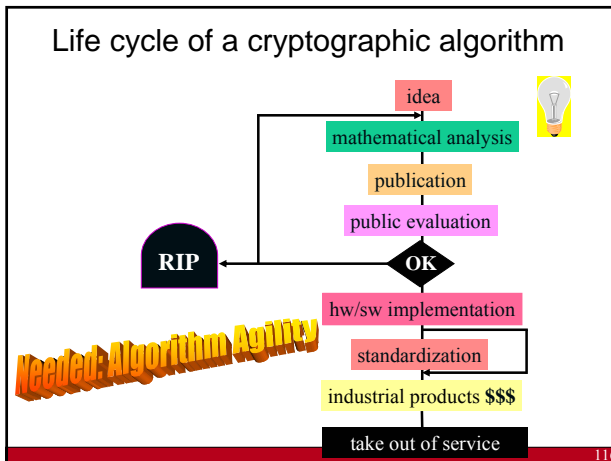 Life cycle of a cryptographic algorithm
idea
mathematical analysis
publication
public evaluation
RIP
OK
hw/sw implementation
Needed: Algorithm Agility
standardization
industrial products $$$
take out of service